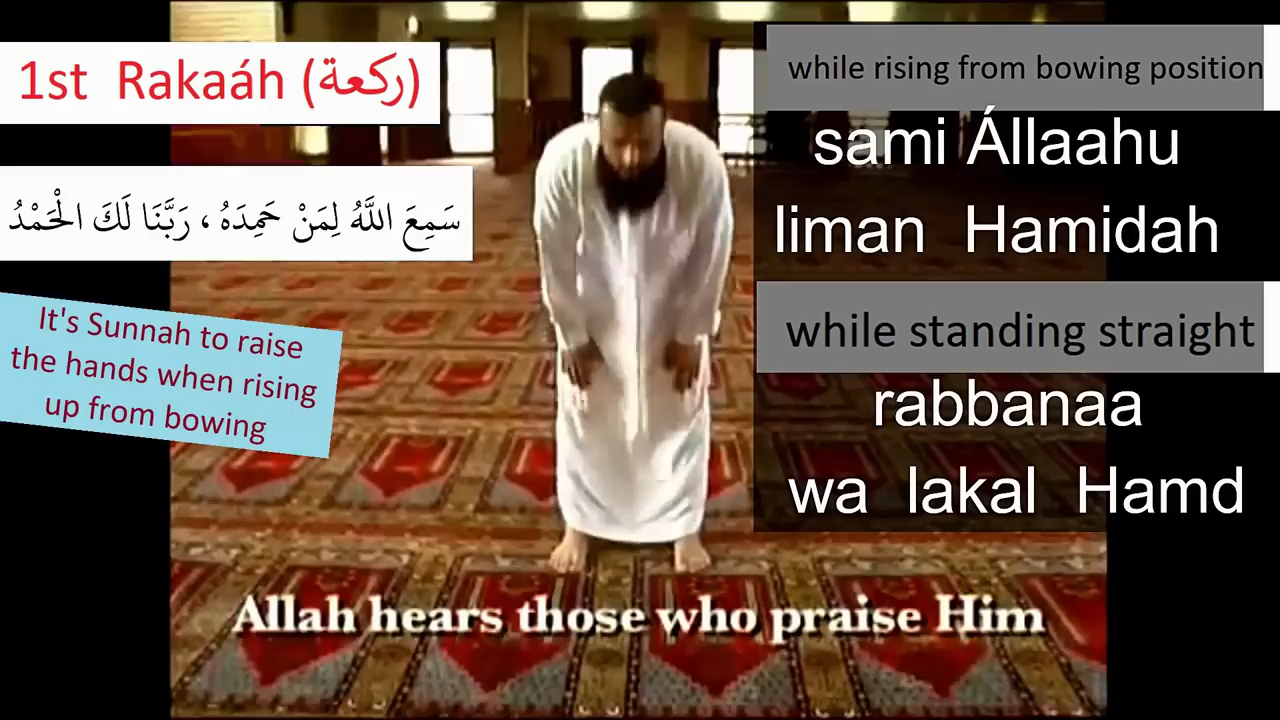 1st Rakaáh (ركعة)
سَمِعَ اللَّهُ لِمَنْ حَمِدَهُ ، رَبَّنَا لَكَ الْحَمْدُ
It's Sunnah to raise
the hands when rising
up from bowing
while rising from bowing position
sami Állaahu
liman Hamidah
while standing straight
rabbanaa
wa lakal Hamd
Allah hears those who praise Him